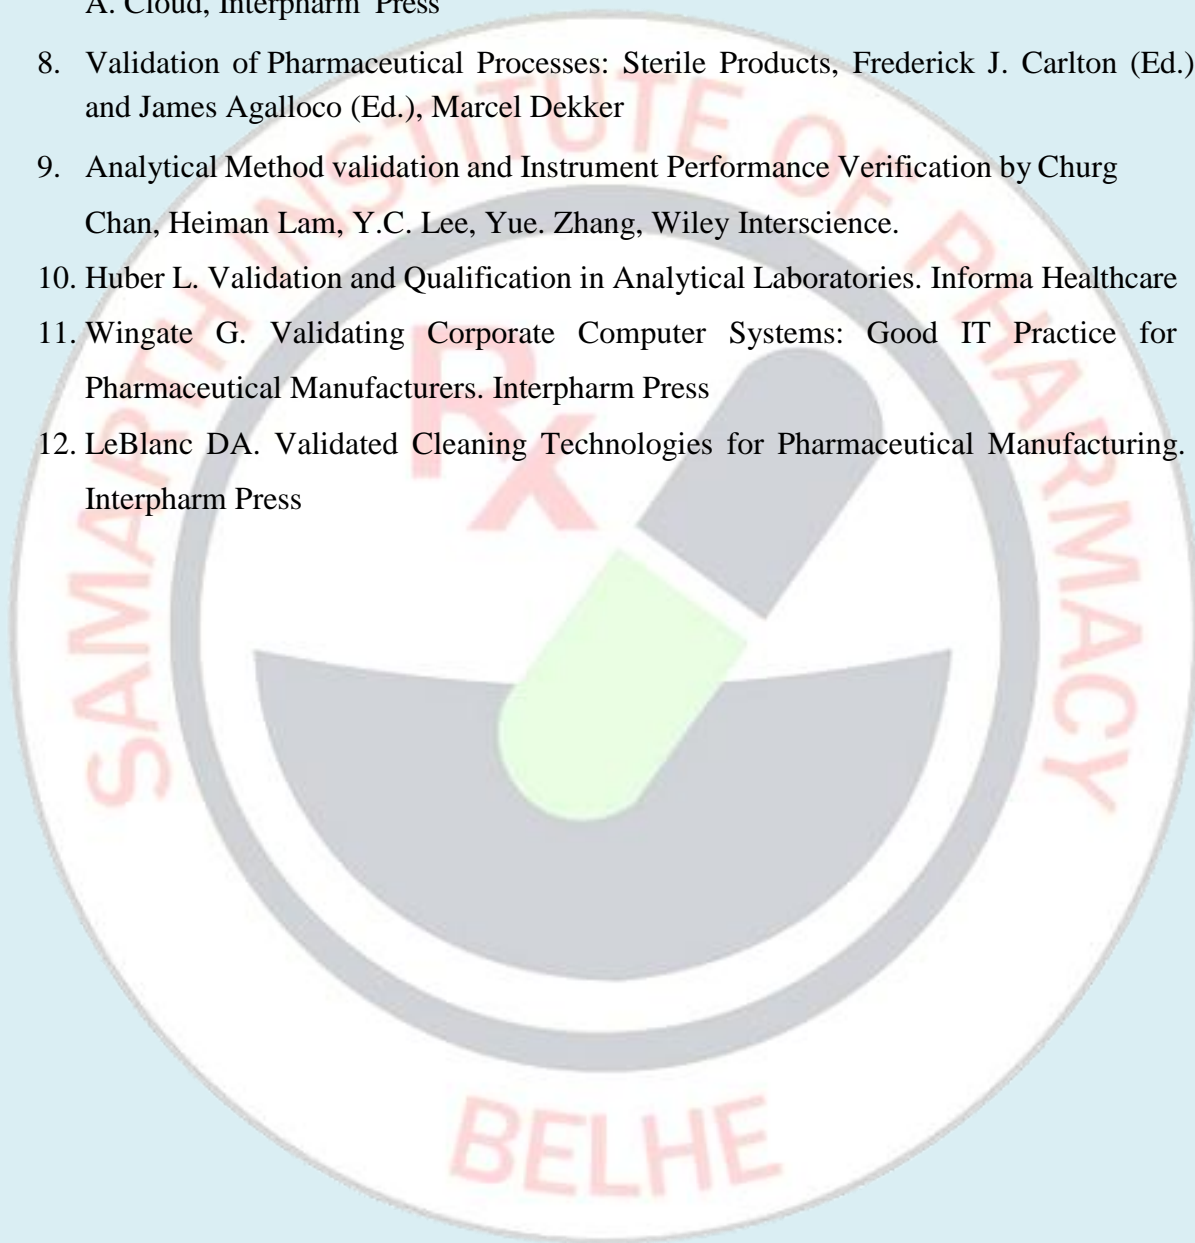 A. Cloud, Interpharm Press
8. Validation of Pharmaceutical Processes: Sterile Products, Frederick J. Carlton (Ed.)
and James Agalloco (Ed.), Marcel Dekker
9. Analytical Method validation and Instrument Performance Verification by Churg
Chan, Heiman Lam, Y.C. Lee, Yue. Zhang, Wiley Interscience.
10. Huber L. Validation and Qualification in Analytical Laboratories. Informa Healthcare
11. Wingate G. Validating Corporate Computer Systems: Good IT Practice for
Pharmaceutical Manufacturers. Interpharm Press
12. LeBlanc DA. Validated Cleaning Technologies for Pharmaceutical Manufacturing.
Interpharm Press
SAMARTH INSTITUTE OF PHARMACY
Rx
BELHE